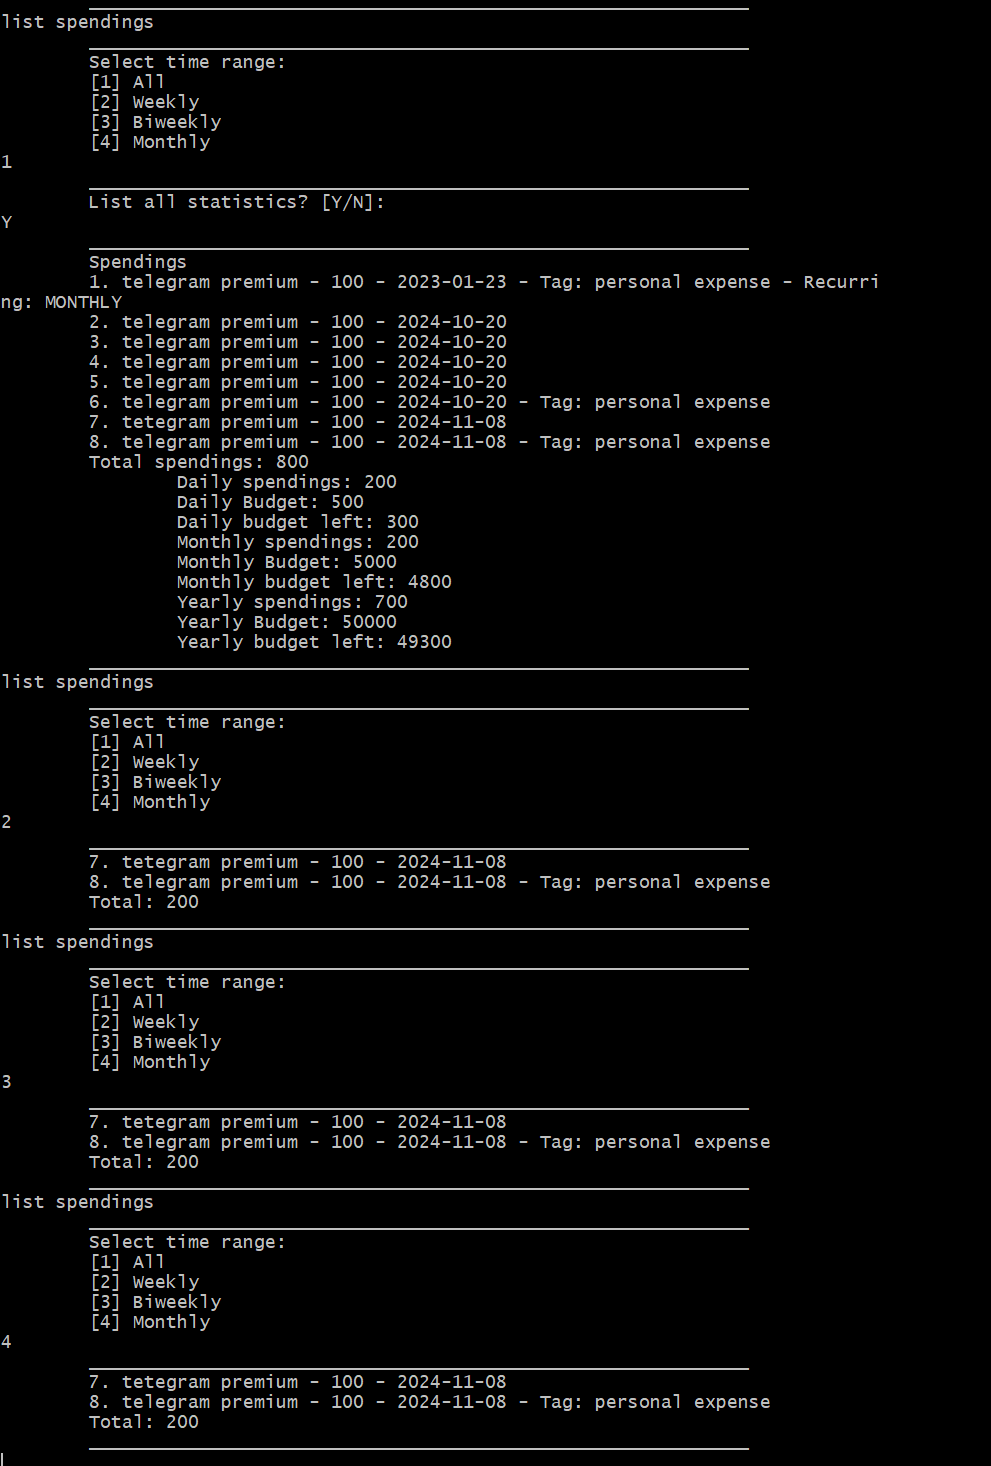 list spendings
Select time range:
[1] All
[2] Weekly
[3] Biweekly
[4] Monthly
1
List all statistics? [Y/N]:
Y
Spendings
1. telegram premium - 100 - 2023-01-23 - Tag: personal expense - Recurri
ng: MONTHLY
2. telegram premium - 100 - 2024-10-20
3. telegram premium - 100 - 2024-10-20
4. telegram premium - 100 - 2024-10-20
5. telegram premium - 100 - 2024-10-20
6. telegram premium - 100 - 2024-10-20 - Tag: personal expense
7. tetegram premium - 100 - 2024-11-08
8. telegram premium - 100 - 2024-11-08 - Tag: personal expense
Total spendings: 800
Daily spendings: 200
Daily Budget: 500
Daily budget left: 300
Monthly spendings: 200
Monthly Budget: 5000
Monthly budget left: 4800
Yearly spendings: 700
Yearly Budget: 50000
Yearly budget left: 49300
list spendings
Select time range:
[1] All
[2] Weekly
[3] Biweekly
[4] Monthly
2
7. tetegram premium - 100 - 2024-11-08
8. telegram premium - 100 - 2024-11-08 - Tag: personal expense
Total: 200
list spendings
Select time range:
[1] All
[2] Weekly
[3] Biweekly
[4] Monthly
3
7. tetegram premium - 100 - 2024-11-08
8. telegram premium - 100 - 2024-11-08 - Tag: personal expense
Total: 200
list spendings
Select time range:
[1] All
[2] Weekly
[3] Biweekly
[4] Monthly
4
7. tetegram premium - 100 - 2024-11-08
8. telegram premium - 100 - 2024-11-08 - Tag: personal expense
Total: 200